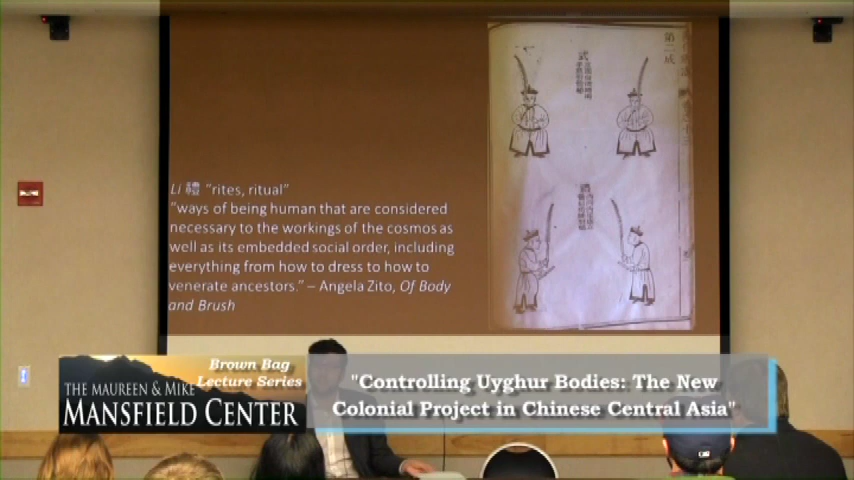 Li 禮 "rites, ritual"
"ways of being human that are considered
necessary to the workings of the cosmos as
well as its embedded social order, including
everything from how to dress to how to
venerate ancestors." – Angela Zito, Of Body
and Brush
第二成
Brown Bag
Lecture Series
THE MAUREEN & MIKE
MANSFIELD CENTER
"Controlling Uyghur Bodies: The New
Colonial Project in Chinese Central Asia"